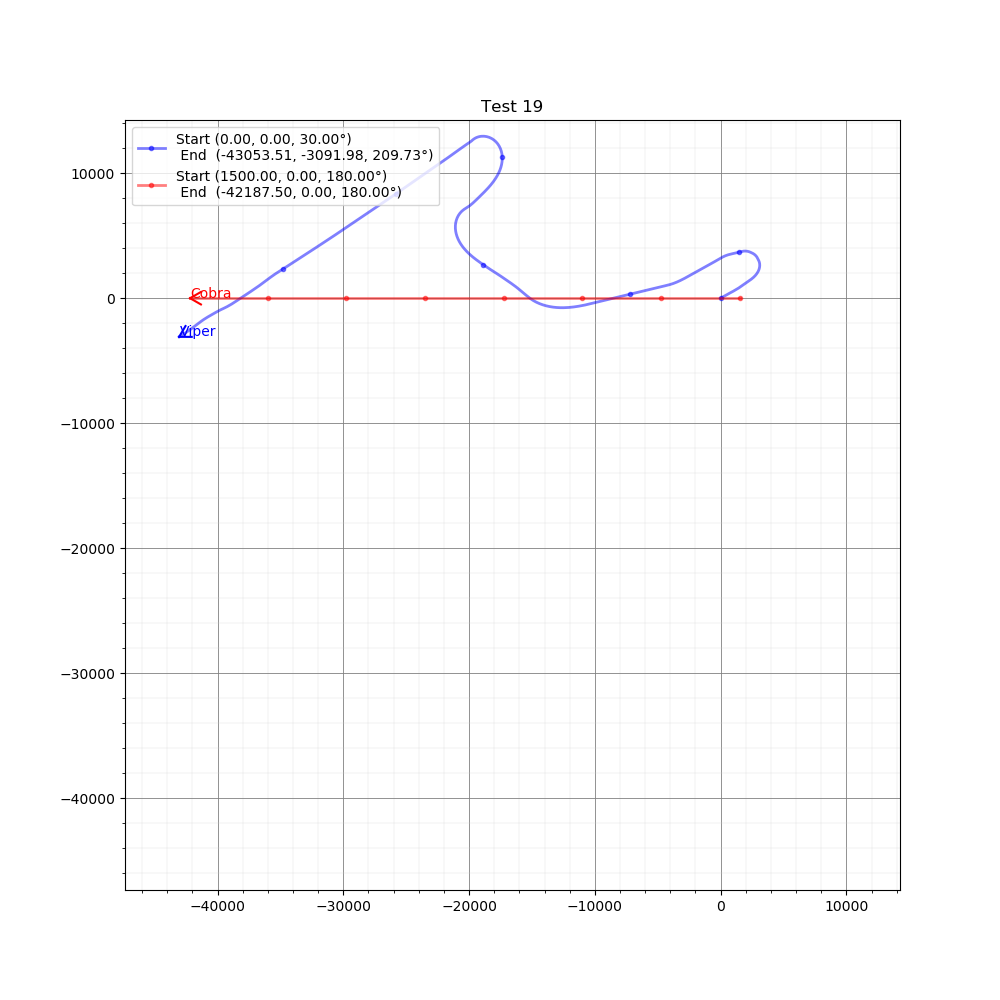 Test 19
Start (0.00, 0.00, 30.00°)
End  (-43053.51, -3091.98, 209.73°)
Start (1500.00, 0.00, 180.00°)
End  (-42187.50, 0.00, 180.00°)
10000
0
−10000
−20000
−30000
−40000
Cobra
Viper
−40000
−30000
−20000
−10000
0
10000